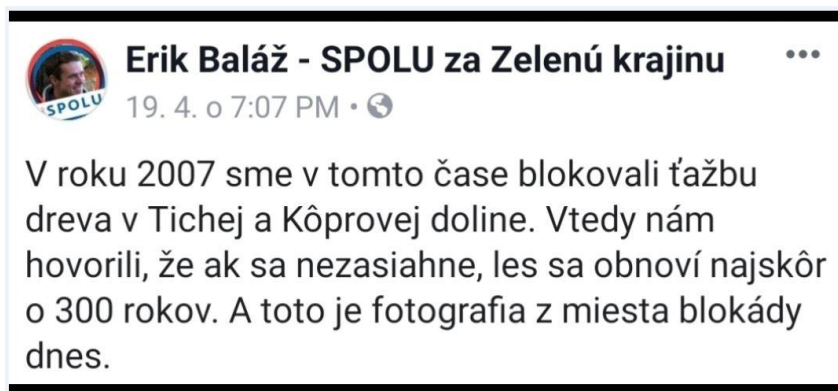 Erik Baláž - SPOLU za Zelenú krajinu
SPOLU
19. 4. o 7:07 PM
V roku 2007 sme v tomto čase blokovali ťažbu
dreva v Tichej a Kôprovej doline. Vtedy nám
hovorili, že ak sa nezasiahne, les sa obnoví najskôr
o 300 rokov. A toto je fotografia z miesta blokády
dnes.